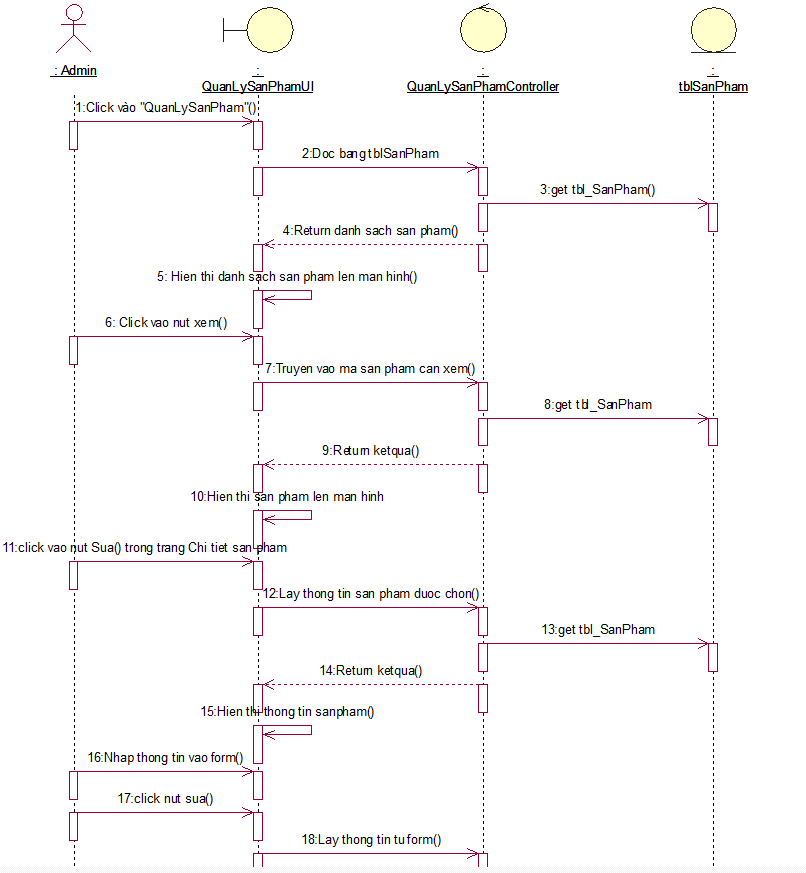 : Admin
:
QuanLySanPhamUI
:
QuanLySanPhamController
:
tblSanPham
1:Click vào "QuanLySanPham"()
2:Doc bang tblSanPham
3:get tbl_SanPham()
4:Return danh sach san pham()
5: Hien thi danh sach san pham len man hinh()
6: Click vao nut xem()
7:Truyen vao ma san pham can xem()
8:get tbl_SanPham
9:Return ketqua()
10:Hien thi san pham len man hinh
11:click vao nut Sua() trong trang Chi tiet san pham
12:Lay thong tin san pham duoc chon()
13:get tbl_SanPham
14:Return ketqua()
15:Hien thi thong tin sanpham()
16:Nhap thong tin vao form()
17:click nut sua()
18:Lay thong tin tu form()